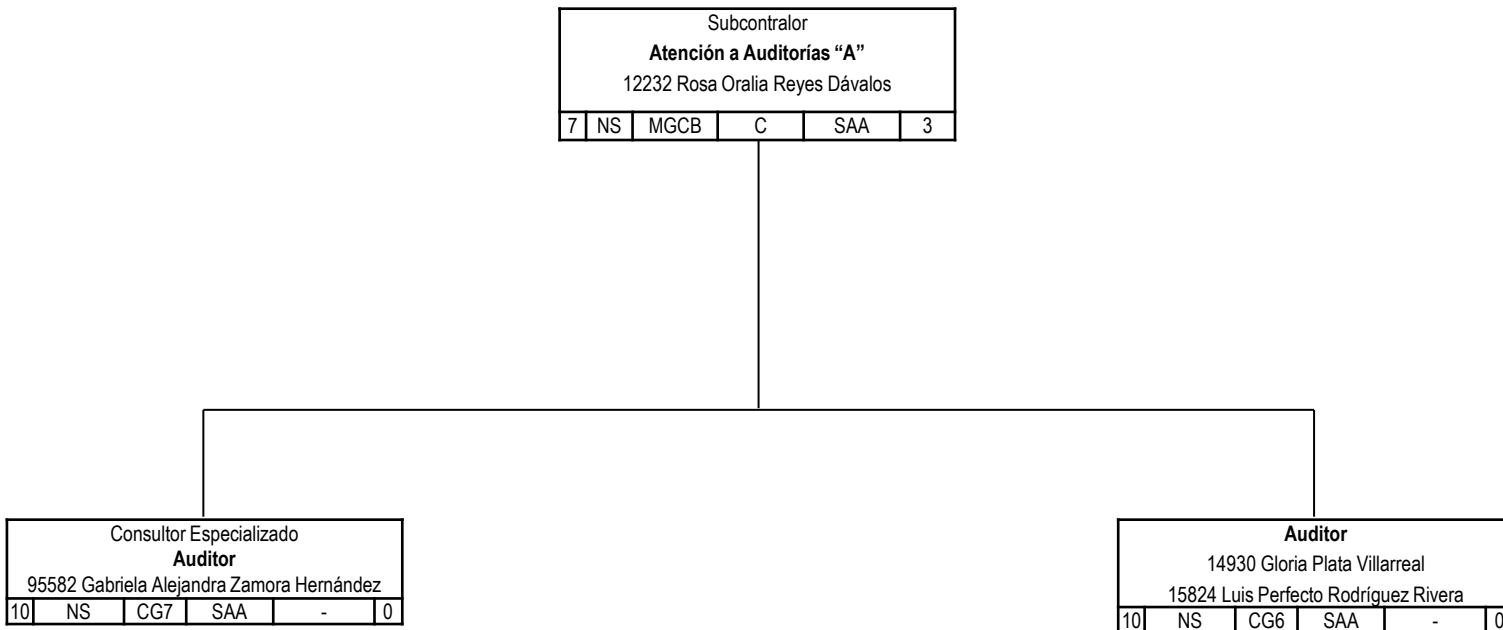 Subcontralor
Atención a Auditorías “A”
12232 Rosa Oralia Reyes Dávalos
7 NS MGCB C SAA 3
Consultor Especializado
Auditor
95582 Gabriela Alejandra Zamora Hernández
10 NS CG7 SAA - 0
Auditor
14930 Gloria Plata Villarreal
15824 Luis Perfecto Rodríguez Rivera
10 NS CG6 SAA - 0